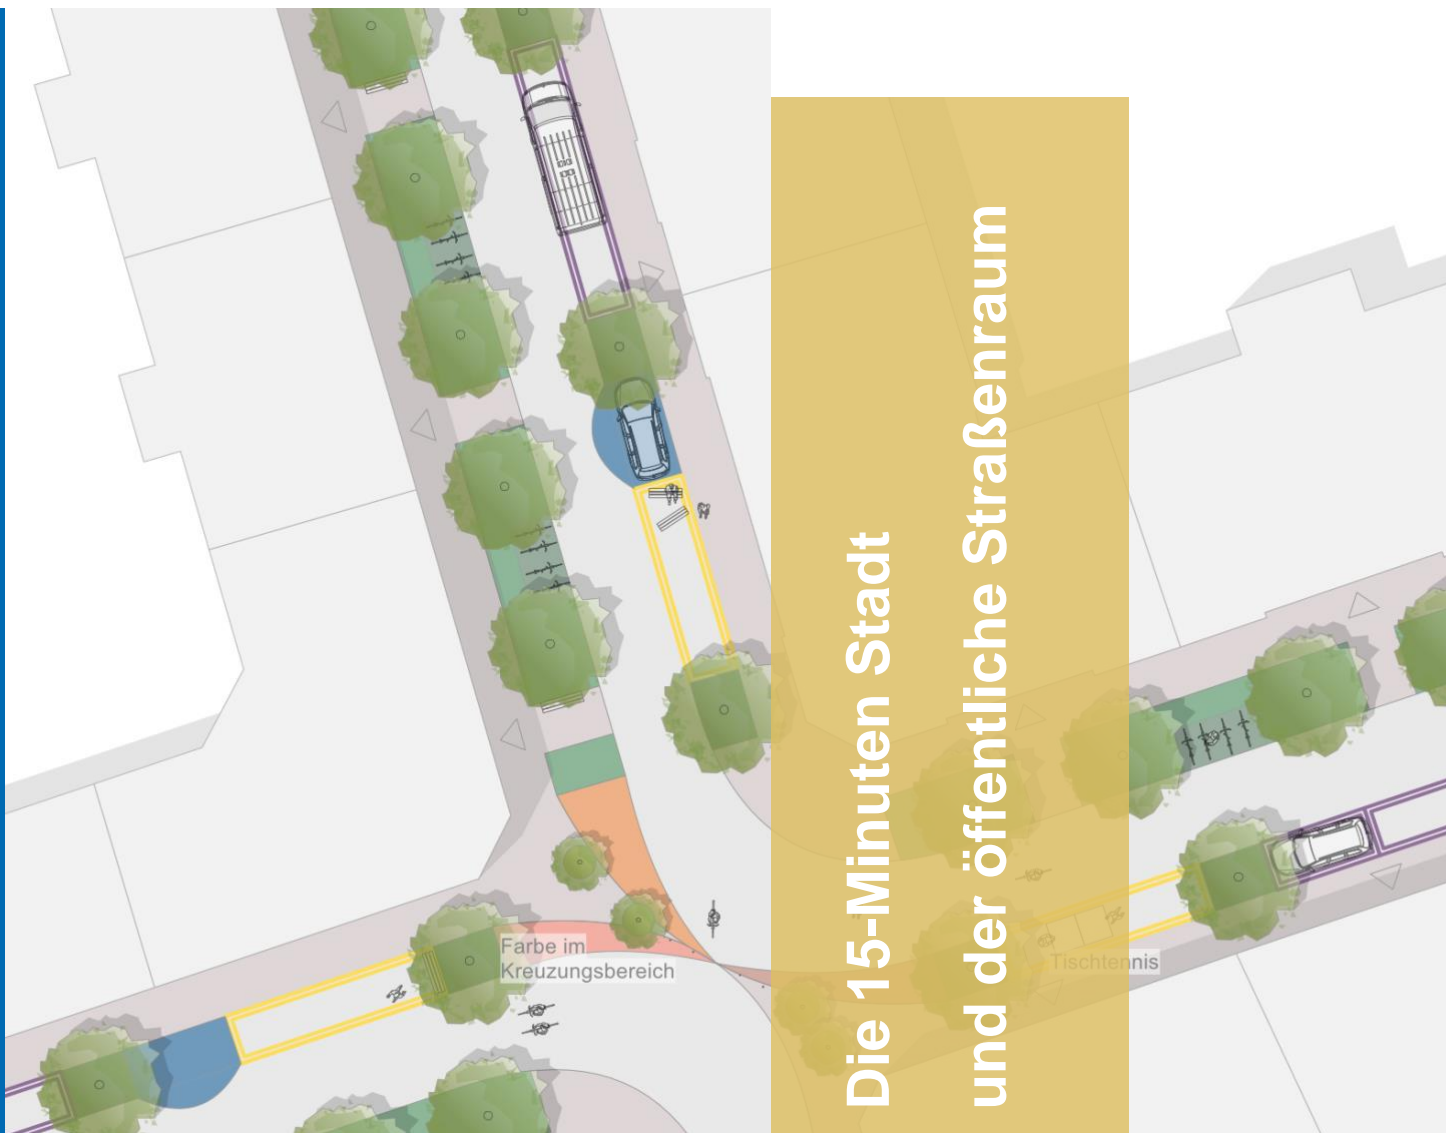 Die 15-Minuten Stadt
und der öffentliche Straßenraum
Farbe im
Kreuzungsbereich
Tischtennis